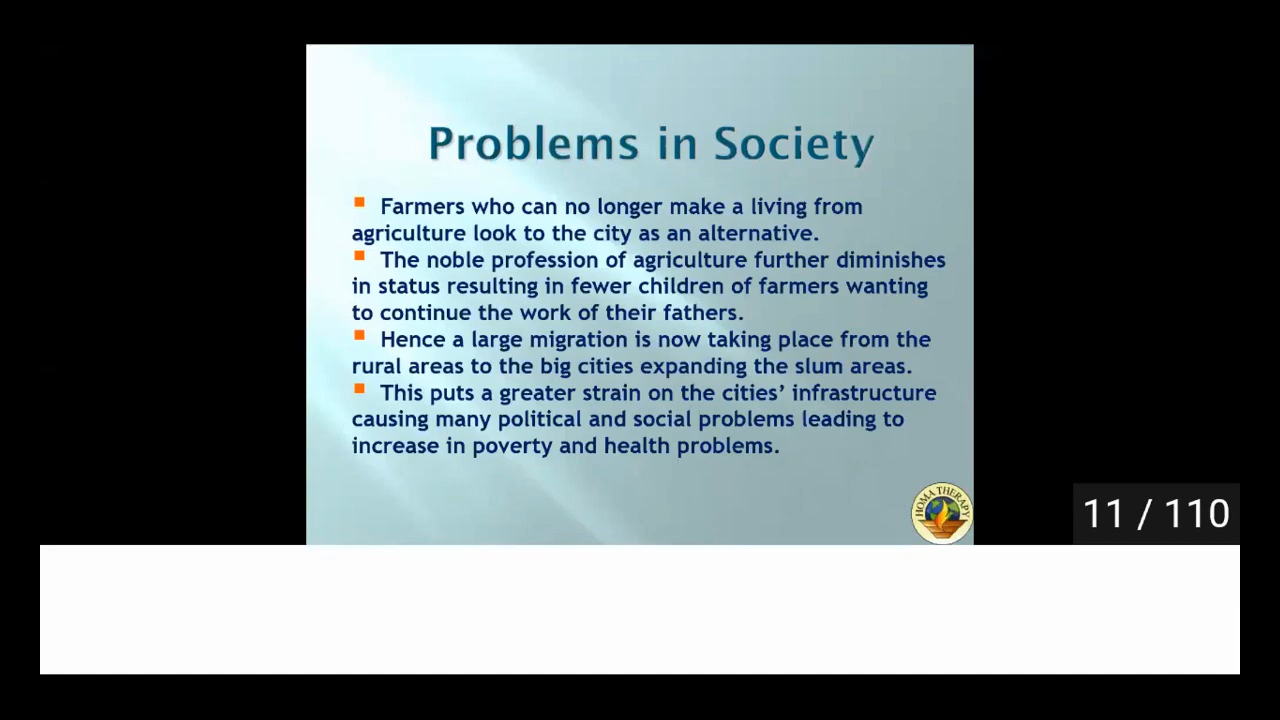 Problems in Society
▪ Farmers who can no longer make a living from
agriculture look to the city as an alternative.
▪ The noble profession of agriculture further diminishes
in status resulting in fewer children of farmers wanting
to continue the work of their fathers.
▪ Hence a large migration is now taking place from the
rural areas to the big cities expanding the slum areas.
▪ This puts a greater strain on the cities’ infrastructure
causing many political and social problems leading to
increase in poverty and health problems.
HOMA THERAPY
11 / 110